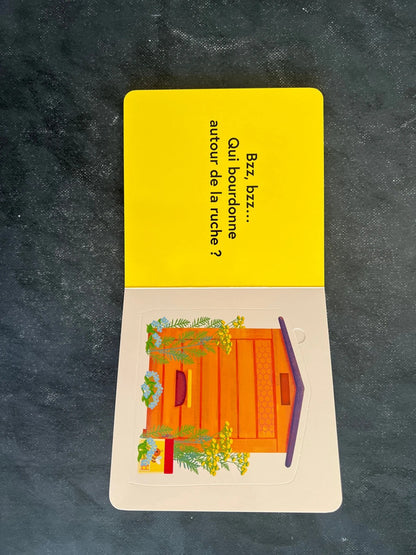 Bzz, bzz...
Qui bourdonne
autour de la ruche ?